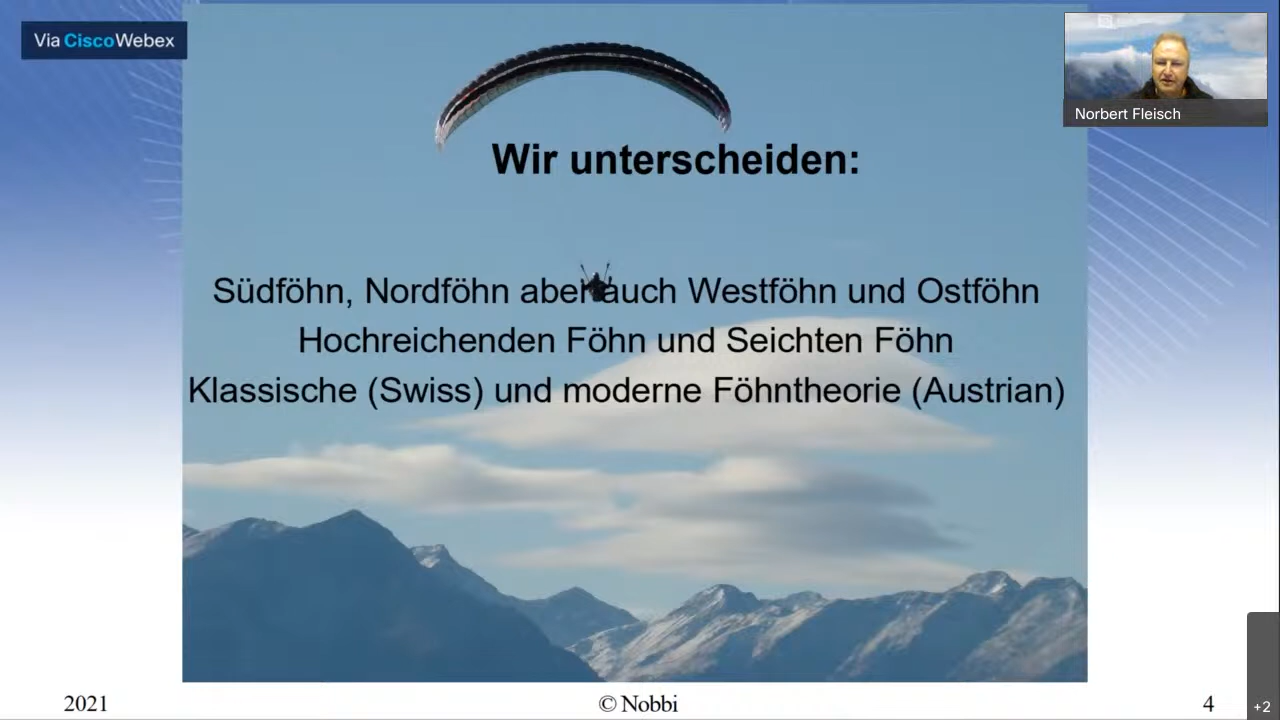 Via CiscoWebex
Norbert Fleisch
Wir unterscheiden:
Südföhn, Nordföhn aber auch Westföhn und Ostföhn
Hochreichenden Föhn und Seichten Föhn
Klassische (Swiss) und moderne Föhntheorie (Austrian)
2021
© Nobbi
4
+2